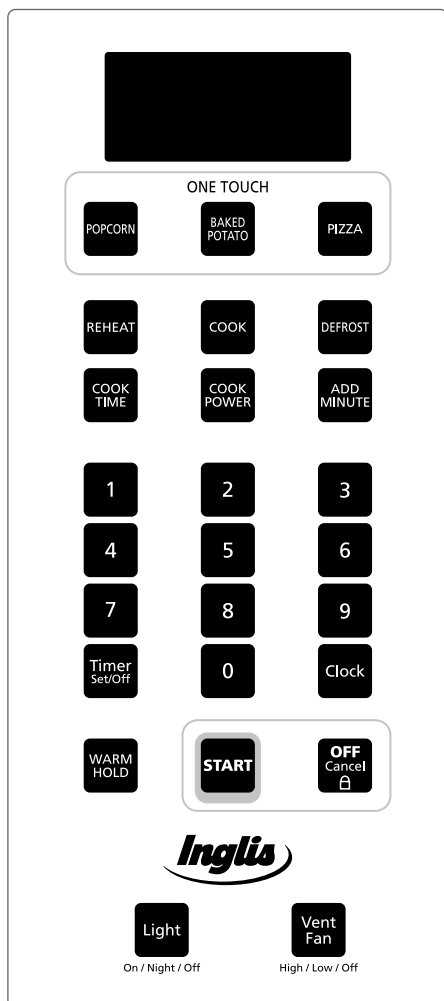 ONE TOUCH
POPCORN
BAKED
POTATO
PIZZA
REHEAT
COOK
DEFROST
COOK
TIME
COOK
POWER
ADD
MINUTE
1
2
3
4
5
6
7
8
9
Timer
Set/Off
0
Clock
WARM
HOLD
START
OFF
Cancel
Inglis
Light
On / Night / Off
Vent
Fan
High / Low / Off